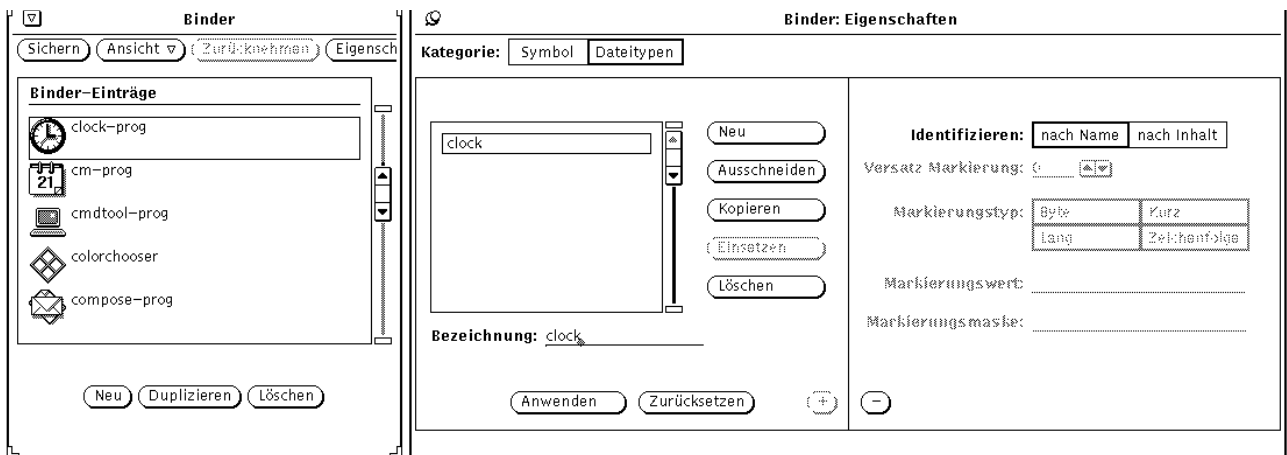 Binder
Sichern Ansicht Zurücknehmen Eigensch
Binder-Einträge
clock-prog
cm-prog
21
cmdtool-prog
colorchooser
compose-prog
Neu Duplizieren Löschen
Binder: Eigenschaften
Kategorie: Symbol Dateitypen
clock
Neu
Ausschneiden
Kopieren
Einsetzen
Löschen
Bezeichnung: clock
Anwenden Zurücksetzen +
Identifizieren: nach Name nach Inhalt
Versatz Markierung: 0
Markierungstyp: Byte Kurz
Lang Zeichenfolge
Markierungswert:
Markierungsmaske:
−